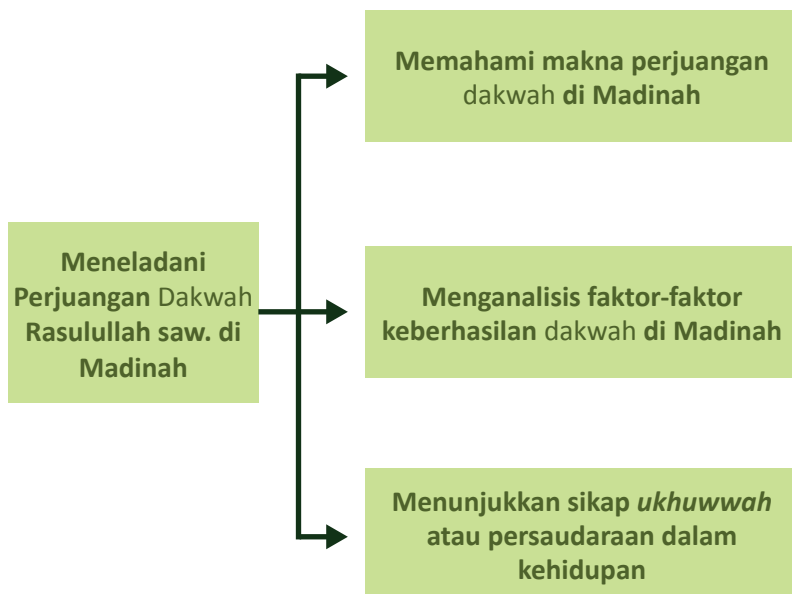 Meneladani
Perjuangan Dakwah
Rasulullah saw. di
Madinah
Memahami makna perjuangan
dakwah di Madinah
Menganalisis faktor-faktor
keberhasilan dakwah di Madinah
Menunjukkan sikap ukhuwwah
atau persaudaraan dalam
kehidupan